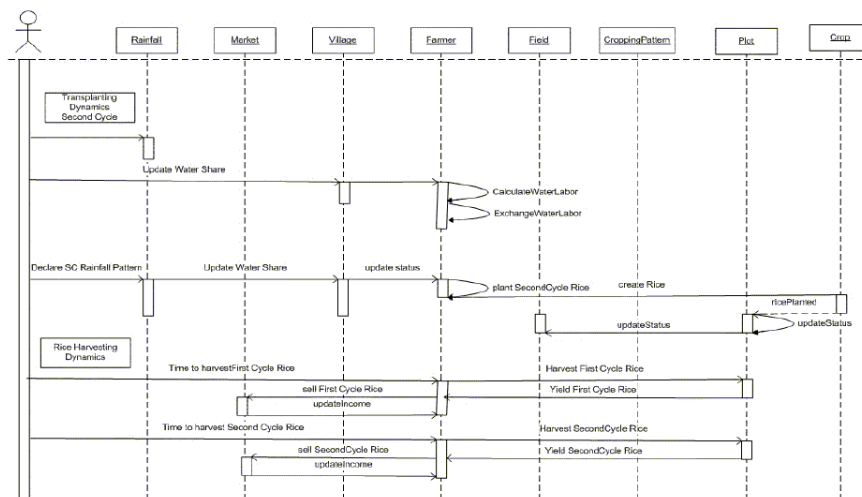 Rainfall
Market
Village
Farmer
Field
CroppingPattern
Plot
Crop
Transplanting
Dynamics
Second Cycle
Update Water Share
CalculateWaterLabor
ExchangeWaterLabor
Declare SC Rainfall Pattern
Update Water Share
update status
plant SecondCycle Rice
create Rice
ricePlanted
updateStatus
updateStatus
Rice Harvesting
Dynamics
Time to harvestFirst Cycle Rice
Harvest First Cycle Rice
sell First Cycle Rice
Yield First Cycle Rice
updateIncome
Time to harvest Second Cycle Rice
Harvest SecondCycle Rice
sell SecondCycle Rice
Yield SecondCycle Rice
updateIncome